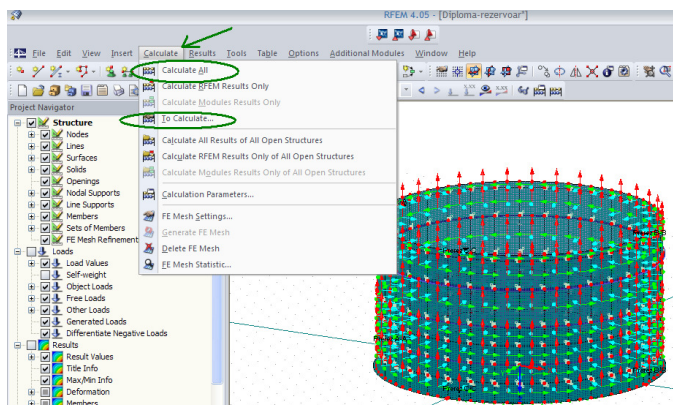 RFEM 4.05 - [Diploma-rezervoar*]
File Edit View Insert Calculate Results Tools Table Options Additional Modules Window Help
Calculate All
Calculate RFEM Results Only
Calculate Modules Results Only
To Calculate...
Calculate All Results of All Open Structures
Calculate RFEM Results Only of All Open Structures
Calculate Modules Results Only of All Open Structures
Calculation Parameters...
FE Mesh Settings...
Generate FE Mesh
Delete FE Mesh
FE Mesh Statistic...
Project Navigator
Structure
Nodes
Lines
Surfaces
Solids
Openings
Nodal Supports
Line Supports
Members
Sets of Members
FE Mesh Refinement
Loads
Load Values
Self-weight
Object Loads
Free Loads
Other Loads
Generated Loads
Differentiate Negative Loads
Results
Result Values
Title Info
Max/Min Info
Deformation
Members